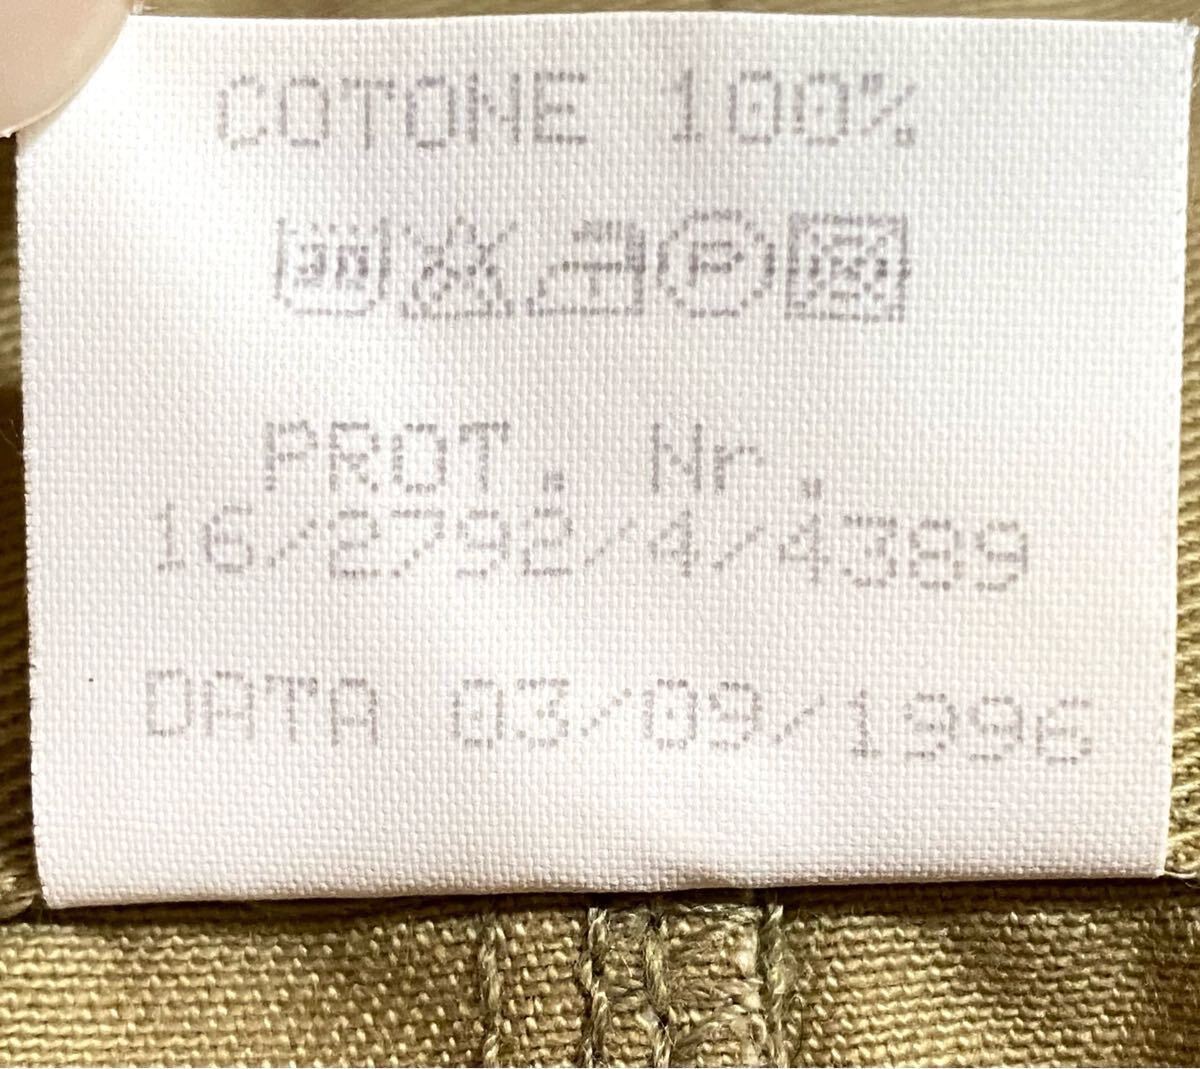 COTONE 100%
P
PROT. Nr.
16/2792/4/4389
DATA 03/09/1996